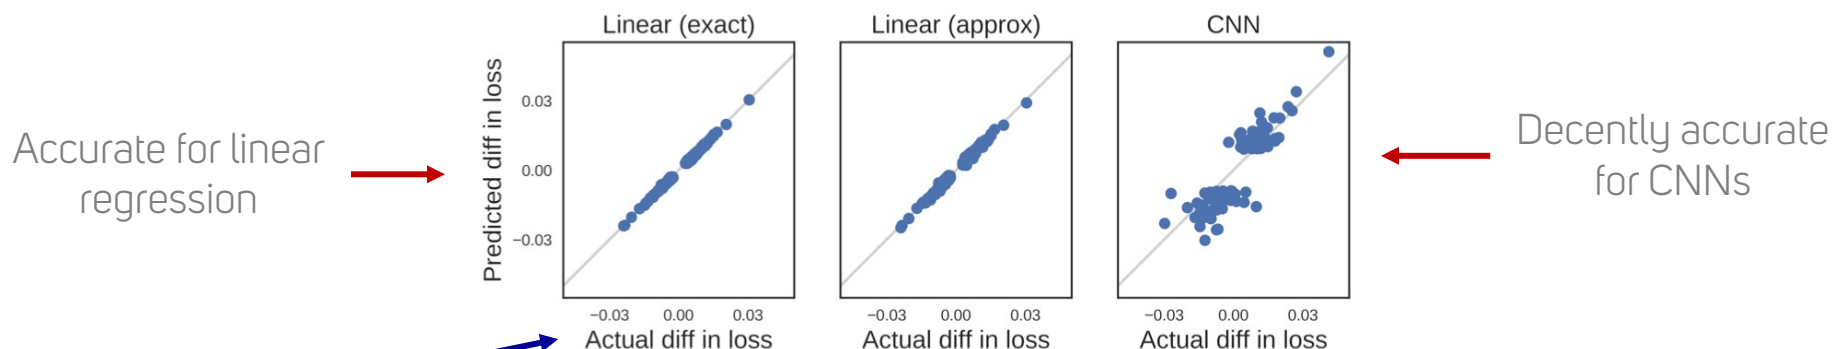 Linear (exact)
Linear (approx)
CNN
Accurate for linear
regression
Predicted diff in loss
0.03
0.00
−0.03
Decently accurate
for CNNs
−0.03 0.00 0.03
−0.03 0.00 0.03
−0.03 0.00 0.03
Actual diff in loss
Actual diff in loss
Actual diff in loss